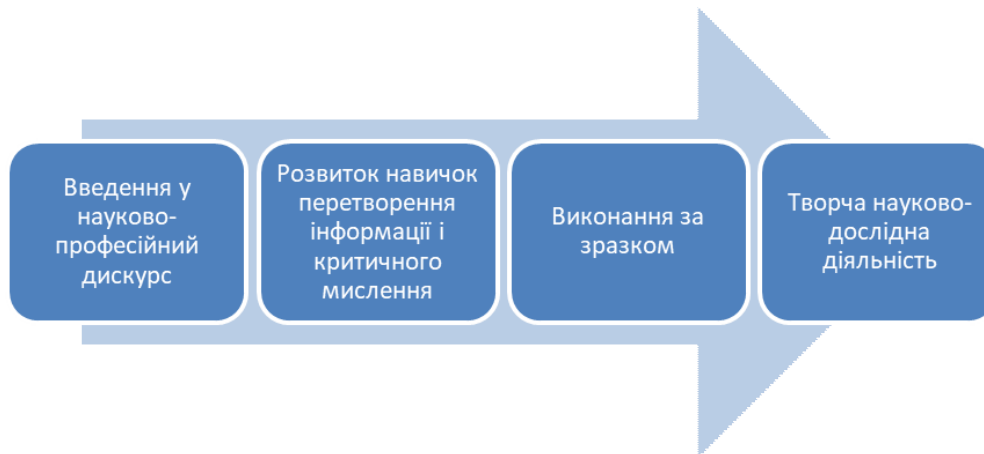 Введення у
науково-
професійний
дискурс
Розвиток навичок
перетворення
інформації і
критичного
мислення
Виконання за
зразком
Творча науково-
дослідна
діяльність